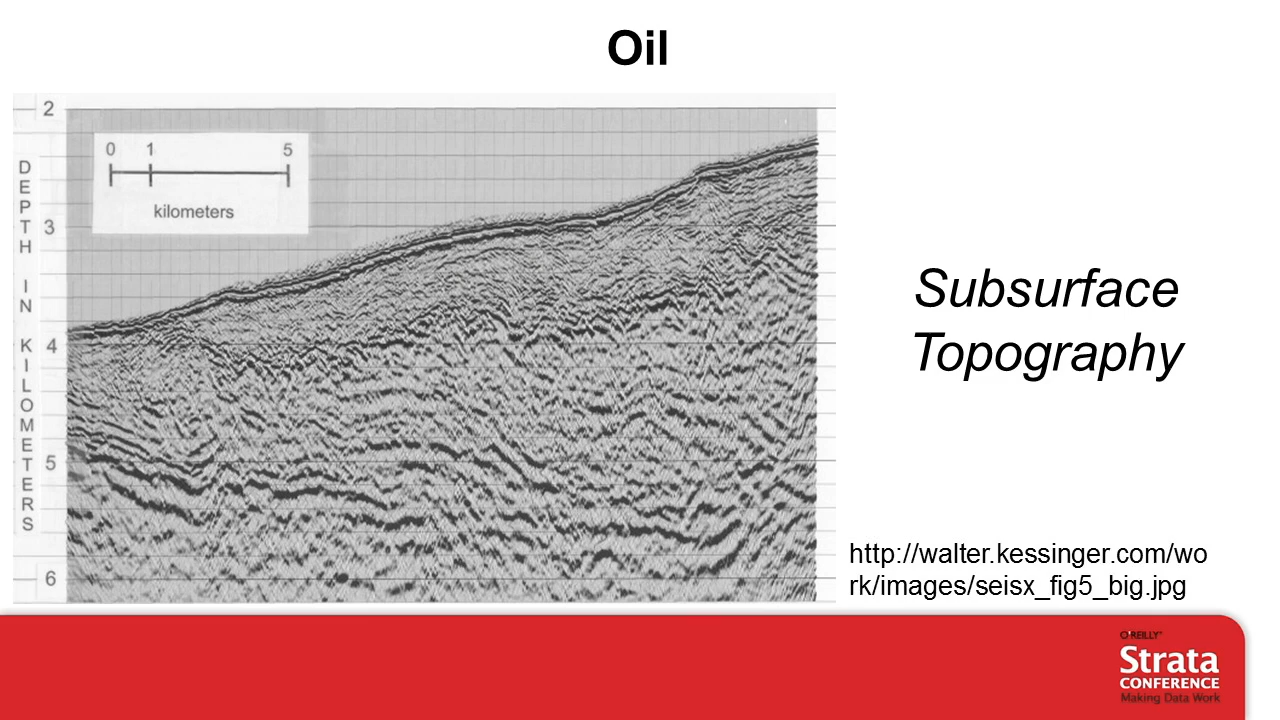 Oil
2
0 1 5
kilometers
DEPTH IN KILOMETERS
3
4
5
6
Subsurface
Topography
http://walter.kessinger.com/wo
rk/images/seisx_fig5_big.jpg
O'REILLY®
Strata
CONFERENCE
Making Data Work